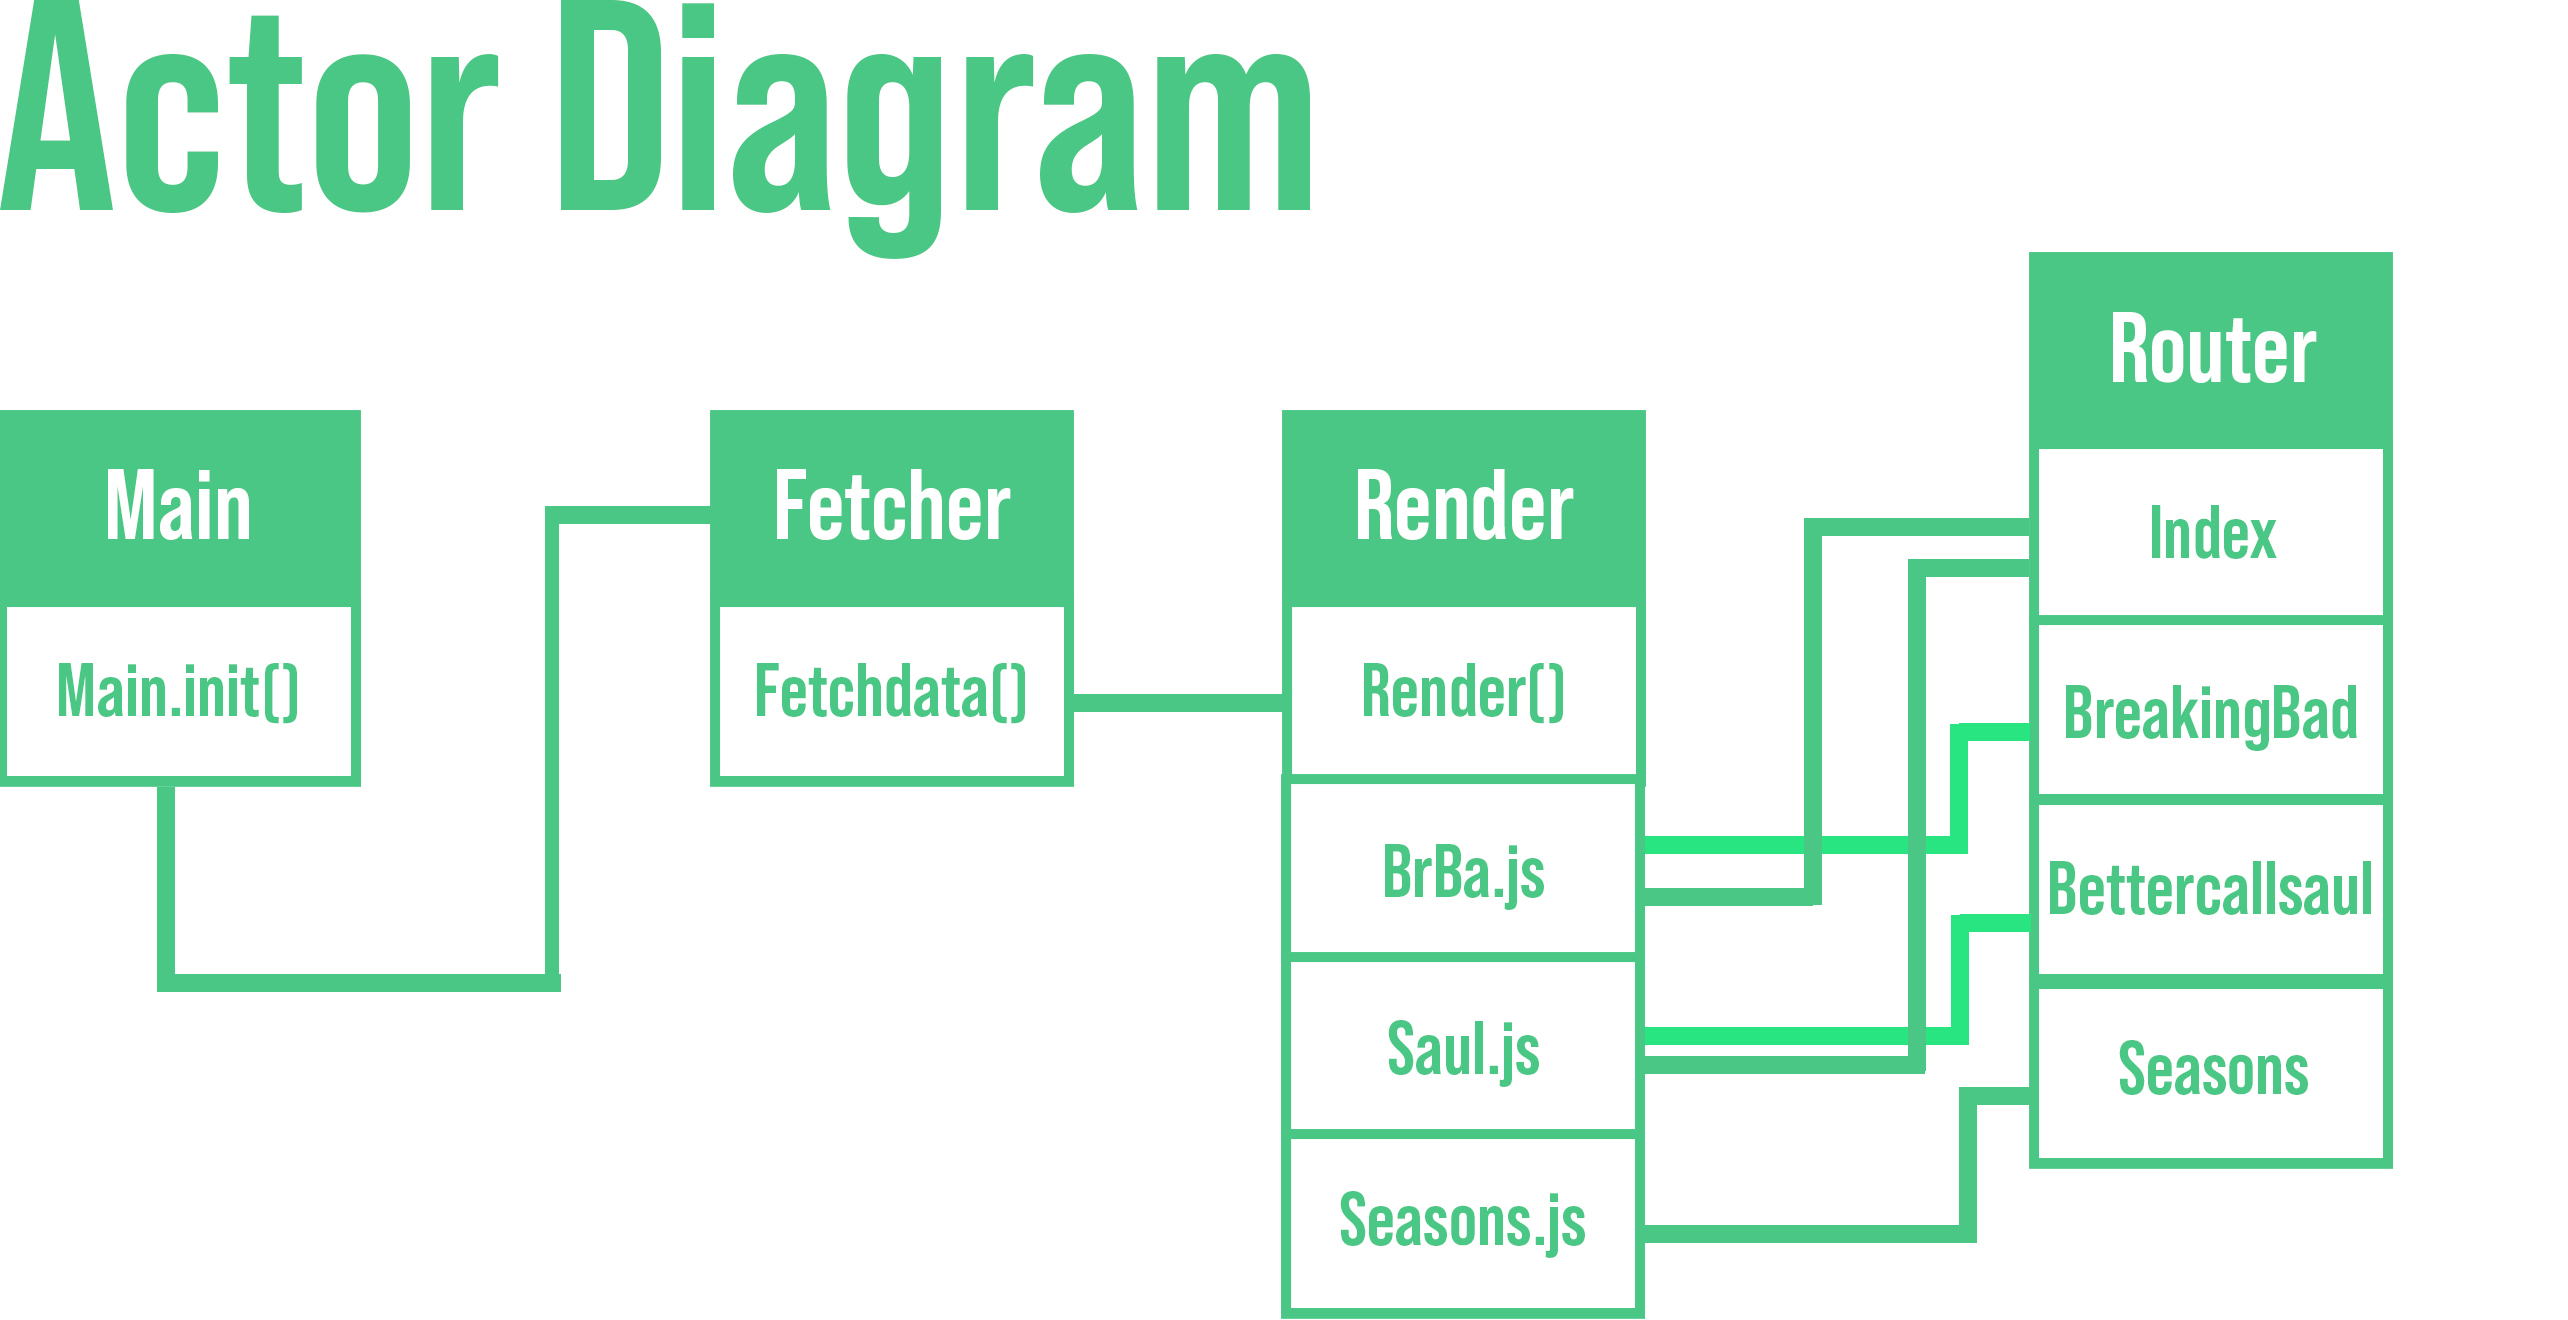 Actor Diagram
Main
Main.init()
Fetcher
Fetchdata()
Render
Render()
BrBa.js
Saul.js
Seasons.js
Router
Index
BreakingBad
Bettercallsaul
Seasons